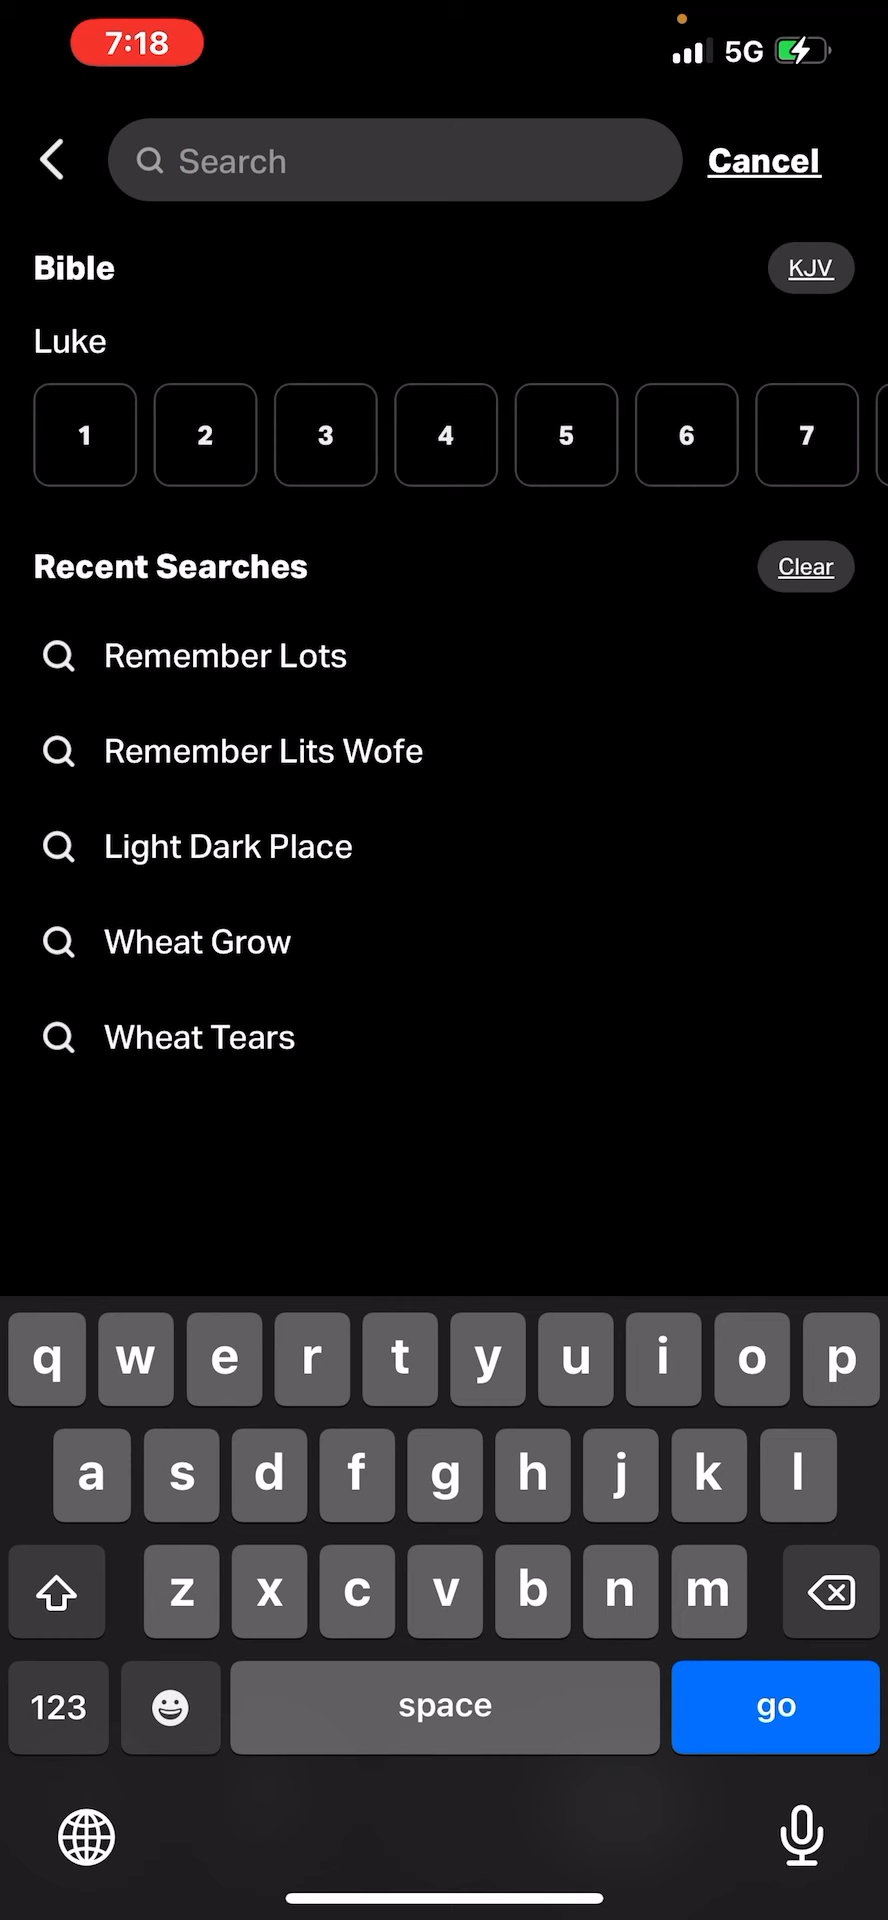 7:18
5G
Search
Cancel
Bible
KJV
Luke
1 2 3 4 5 6 7
Recent Searches
Clear
Remember Lots
Remember Lits Wofe
Light Dark Place
Wheat Grow
Wheat Tears
q w e r t y u i o p
a s d f g h j k l
z x c v b n m
123 space go